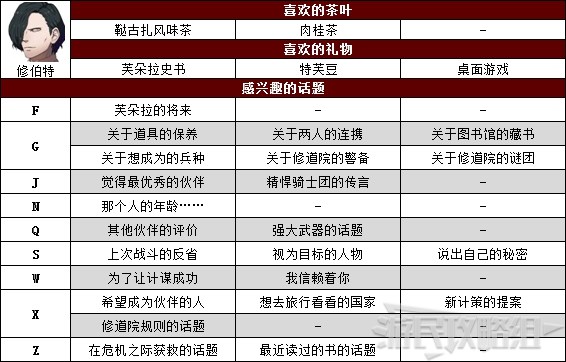 喜欢的茶叶
鞑古扎风味茶 肉桂茶 –
喜欢的礼物
修伯特 芙朵拉史书 特芙豆 桌面游戏
感兴趣的话题
F 芙朵拉的将来 – –
G 关于道具的保养 关于两人的连携 关于图书馆的藏书
关于想成为的兵种 关于修道院的警备 关于修道院的谜团
J 觉得最优秀的伙伴 精悍骑士团的传言 –
N 那个人的年龄…… – –
Q 其他伙伴的评价 强大武器的话题 –
S 上次战斗的反省 视为目标的人物 说出自己的秘密
W 为了让计谋成功 我信赖着你 –
X 希望成为伙伴的人 想去旅行看看的国家 新计策的提案
修道院规则的话题 – –
Z 在危机之际获救的话题 最近读过的书的话题 –
游民攻略组